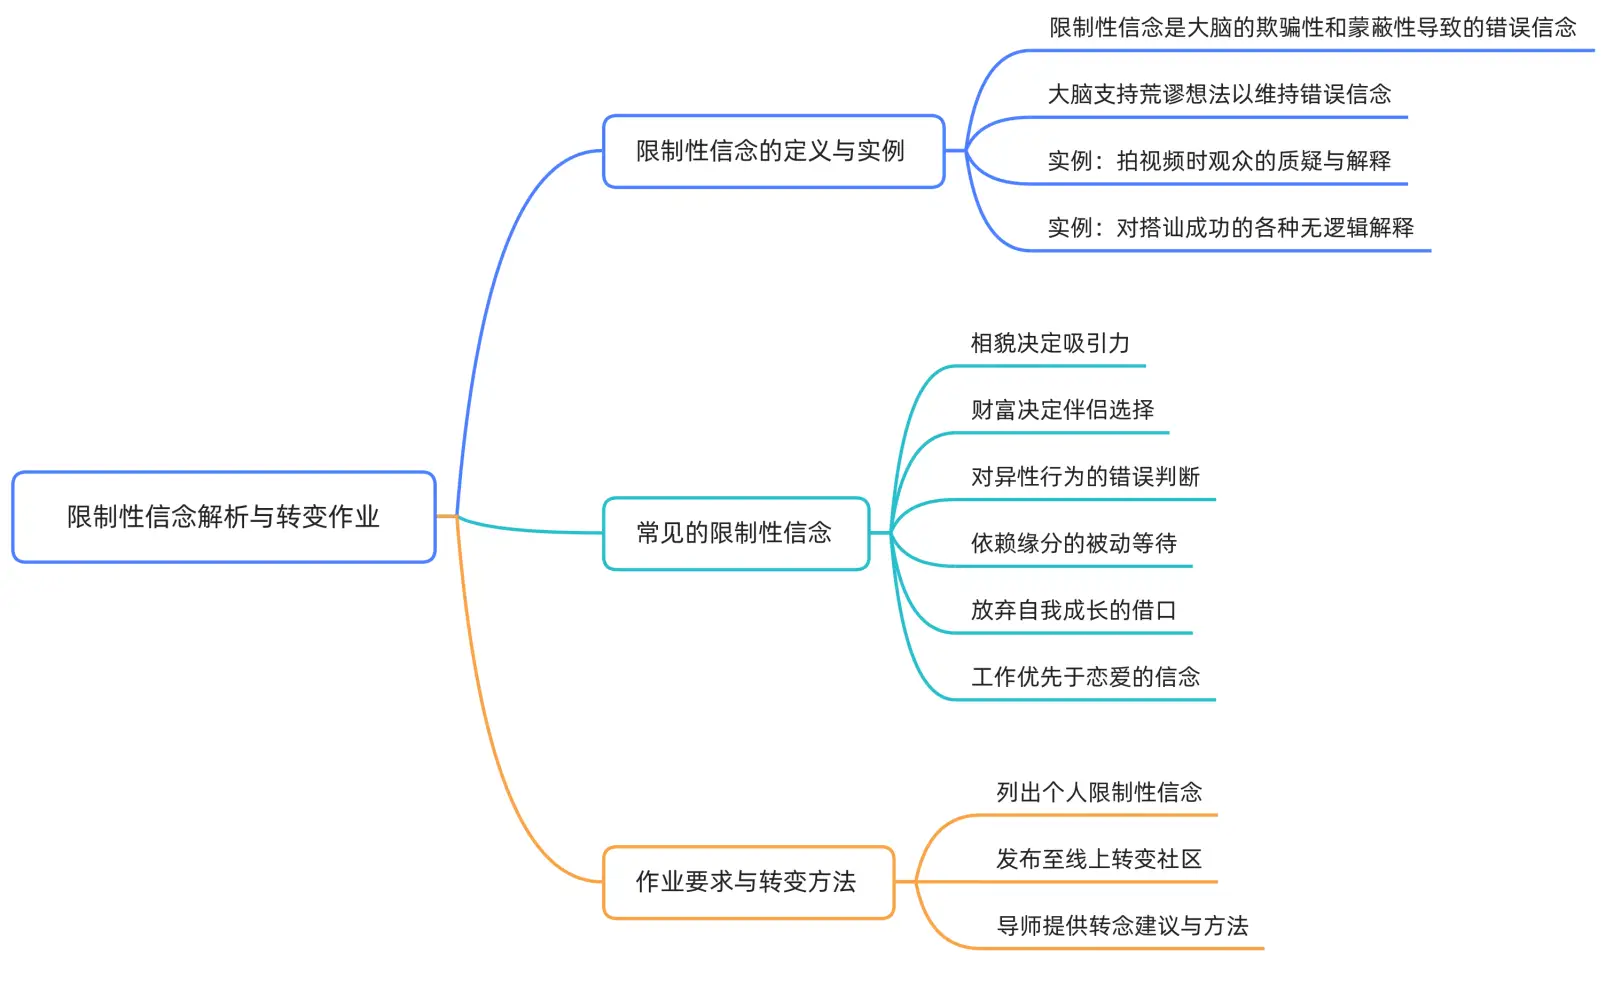 限制性信念解析与转变作业
限制性信念的定义与实例
限制性信念是大脑的欺骗性和蒙蔽性导致的错误信念
大脑支持荒谬想法以维持错误信念
实例：拍视频时观众的质疑与解释
实例：对搭讪成功的各种无逻辑解释
常见的限制性信念
相貌决定吸引力
财富决定伴侣选择
对异性行为的错误判断
依赖缘分的被动等待
放弃自我成长的借口
工作优先于恋爱的信念
作业要求与转变方法
列出个人限制性信念
发布至线上转变社区
导师提供转念建议与方法